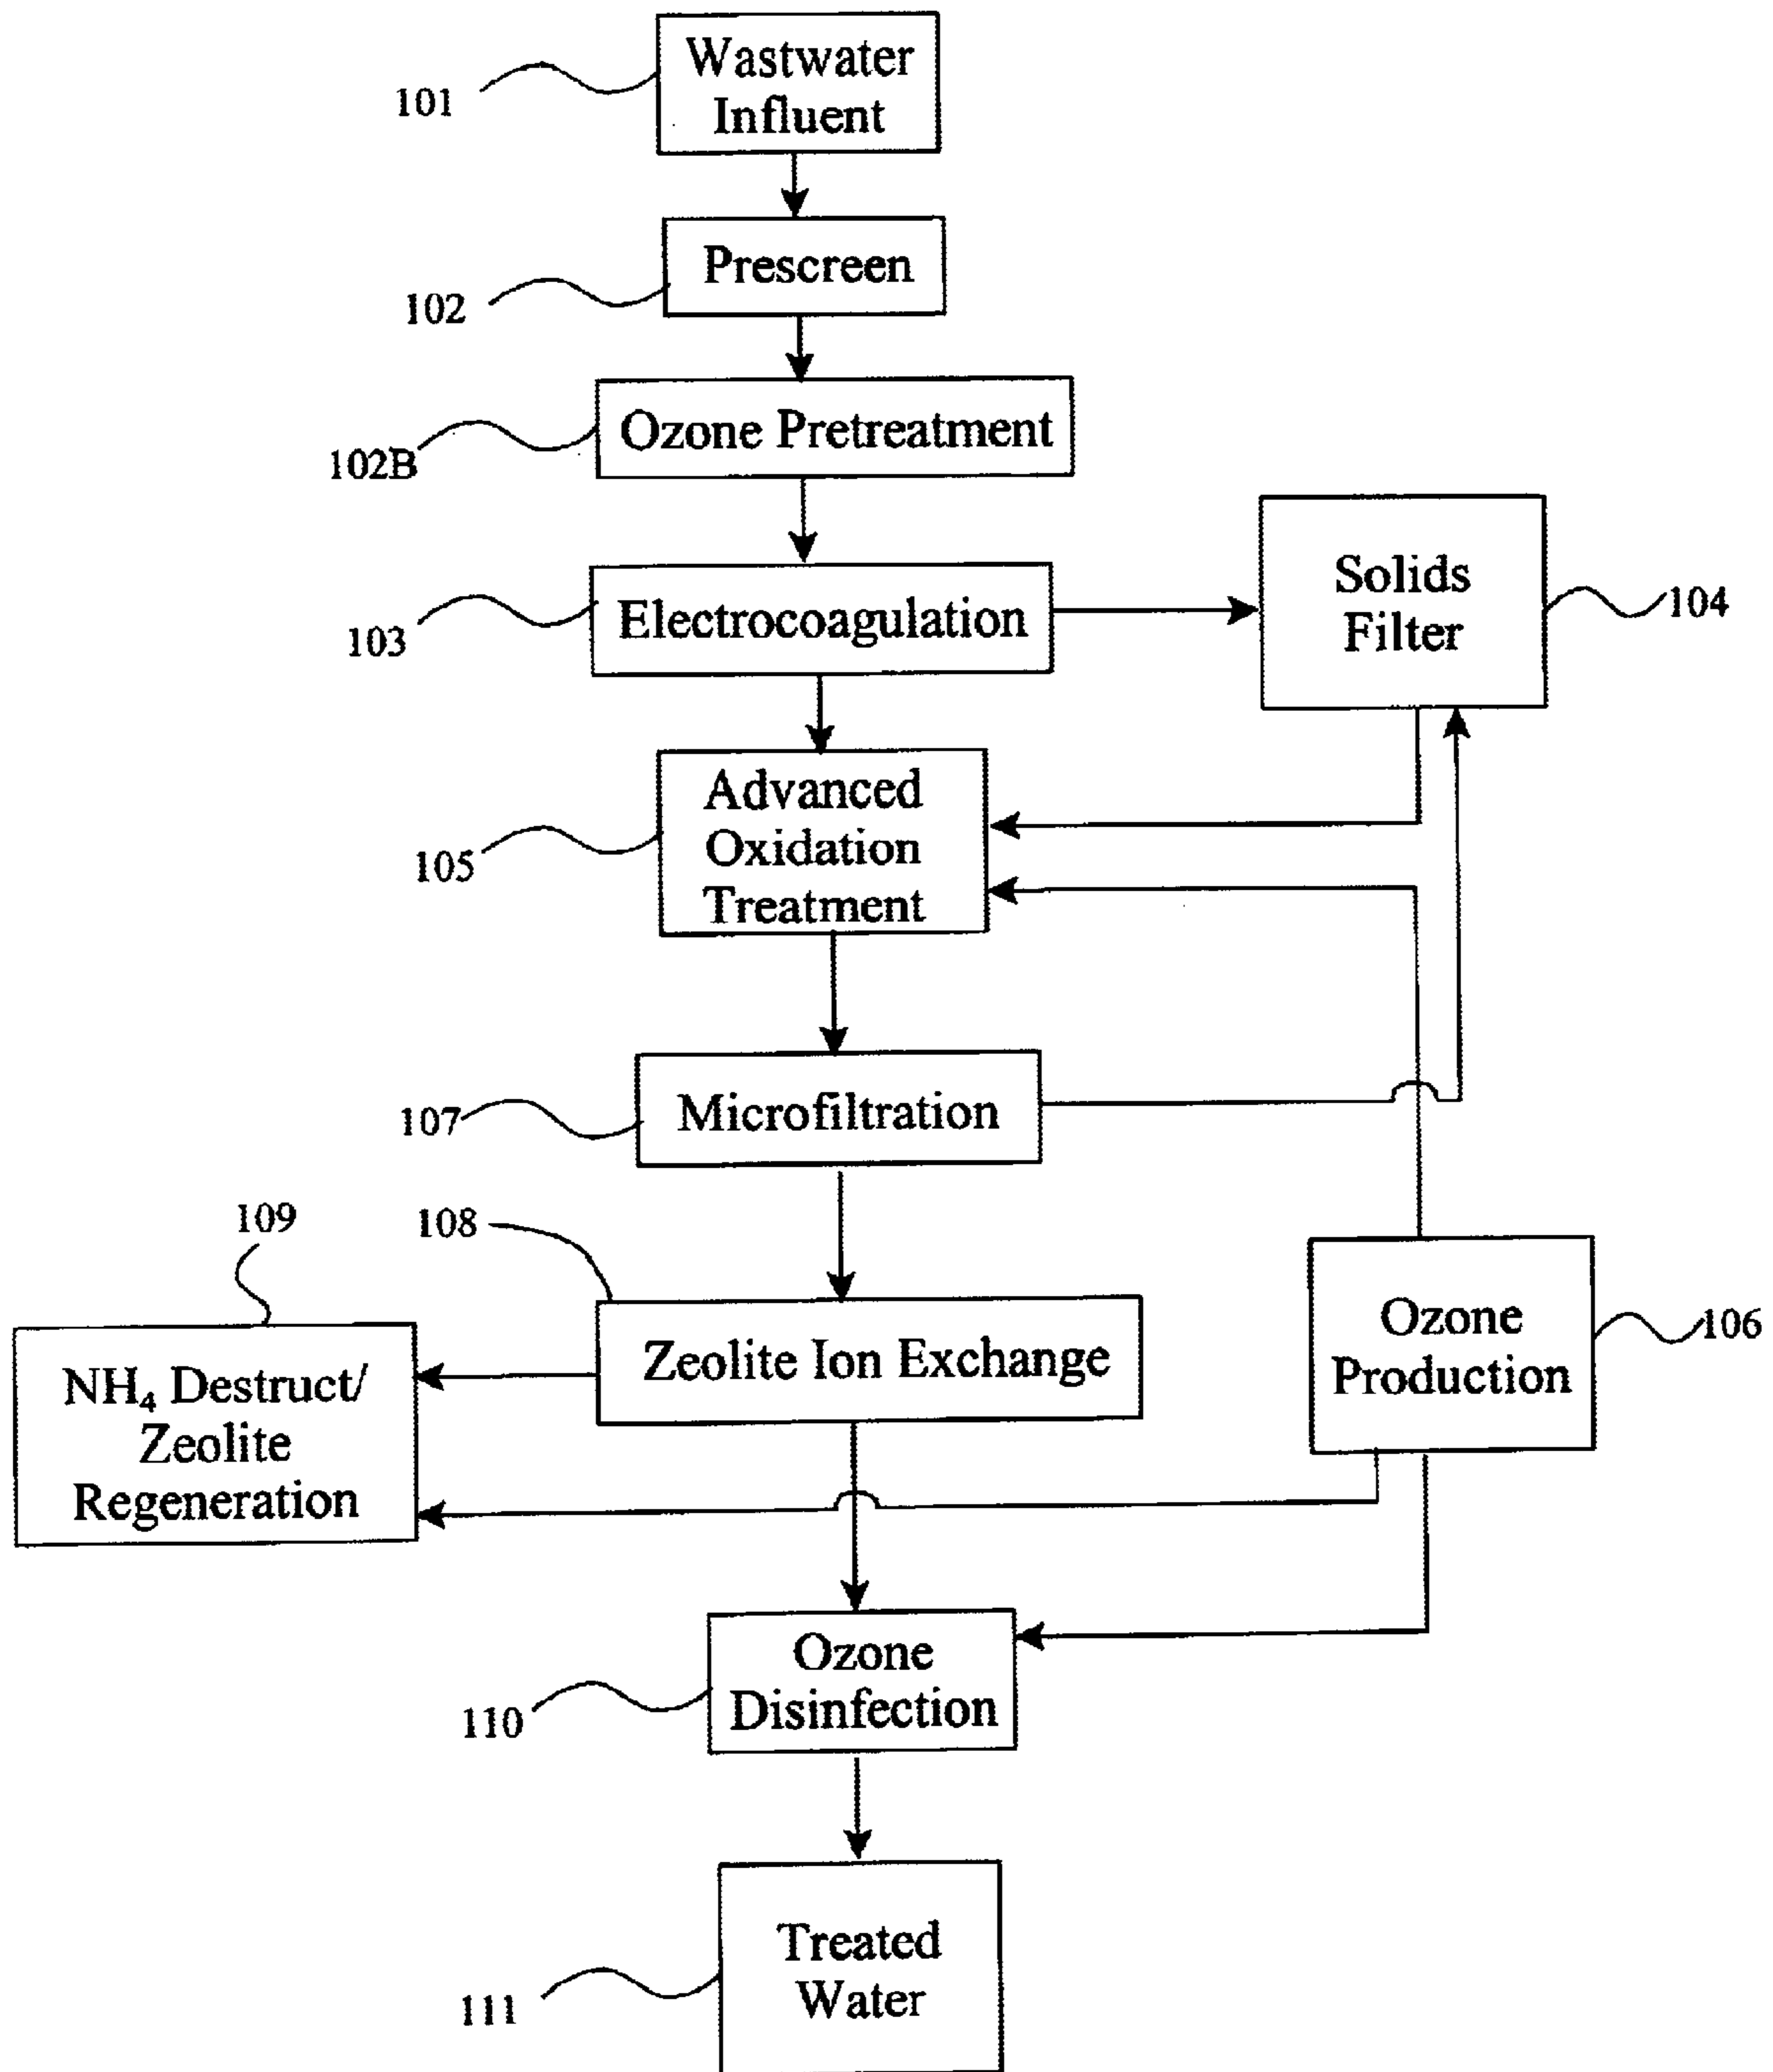 Wastwater
Influent
101
Prescreen
102
Ozone Pretreatment
102B
Electrocoagulation
103
Solids
Filter
104
Advanced
Oxidation
Treatment
105
Microfiltration
107
109
108
Zeolite Ion Exchange
NH₄ Destruct/
Zeolite
Regeneration
Ozone
Production
106
Ozone
Disinfection
110
Treated
Water
111